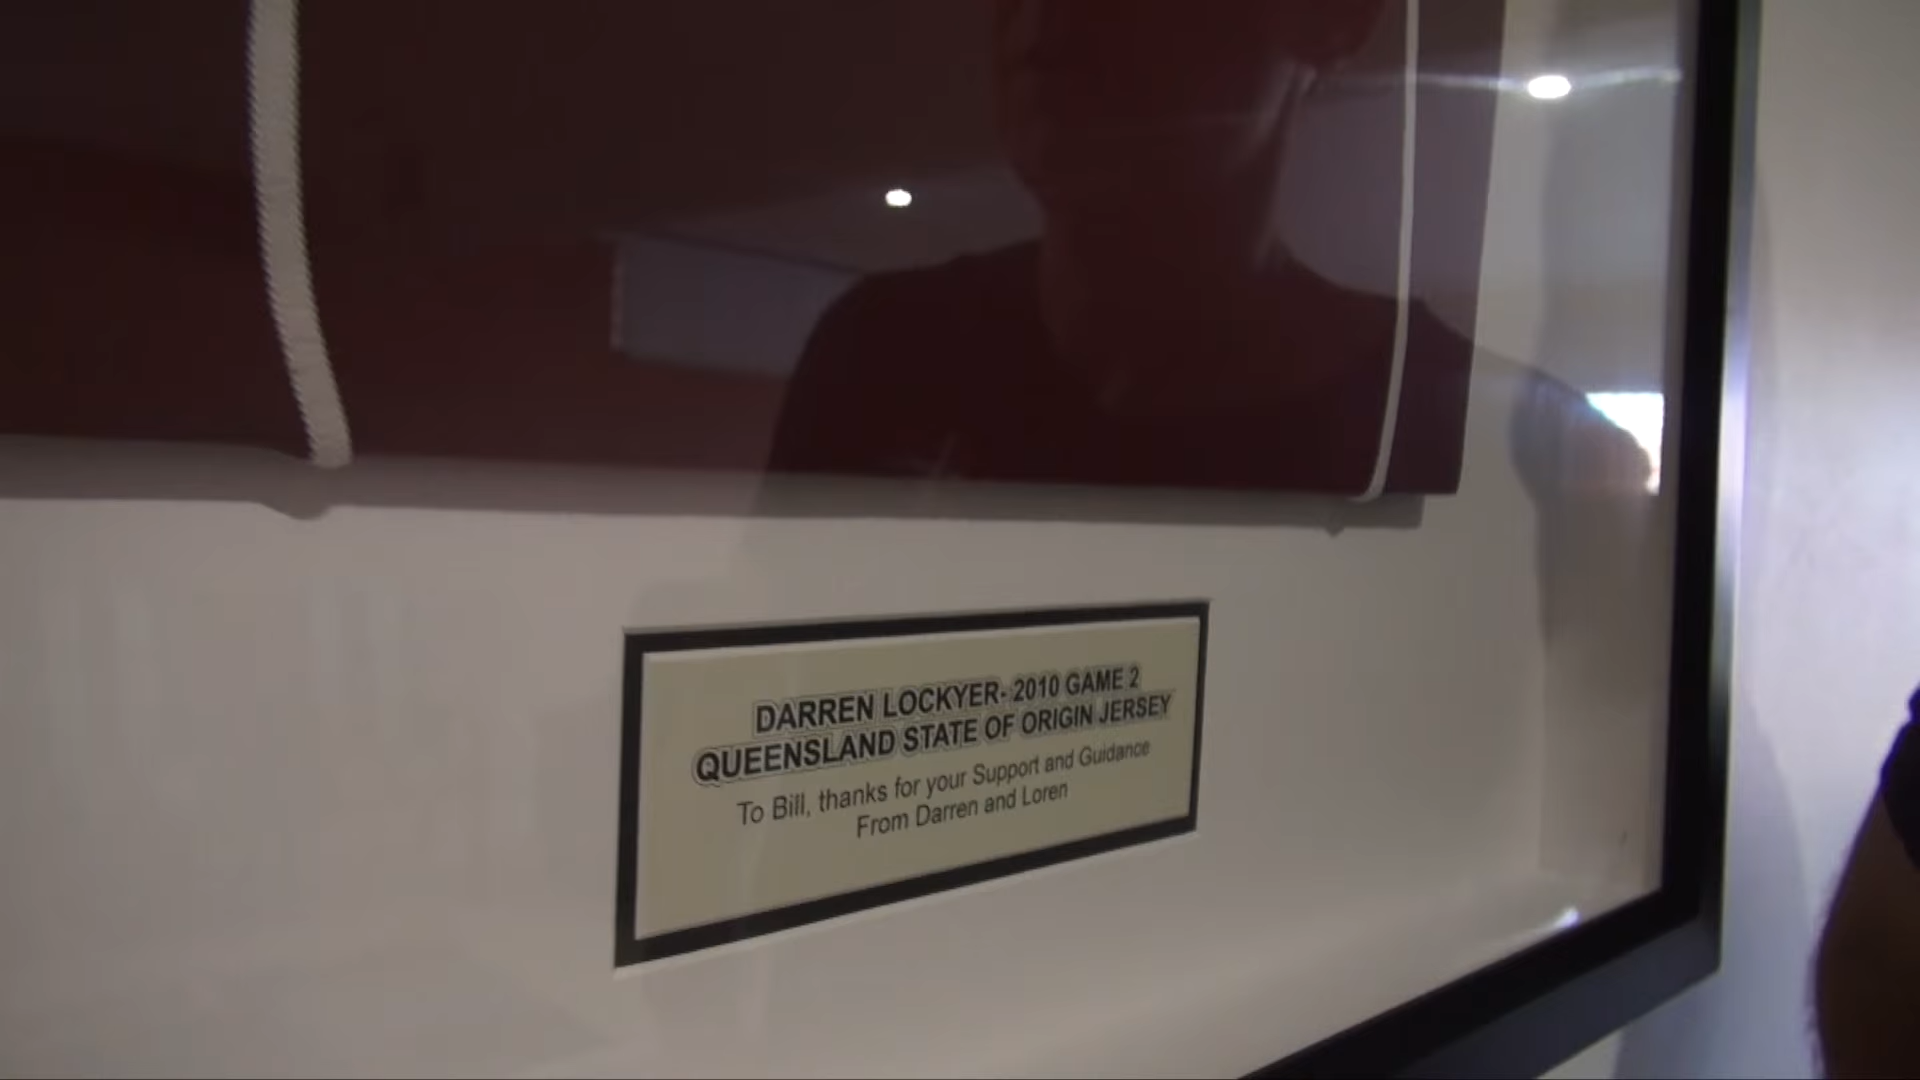 DARREN LOCKYER- 2010 GAME 2
QUEENSLAND STATE OF ORIGIN JERSEY
To Bill, thanks for your Support and Guidance
From Darren and Loren